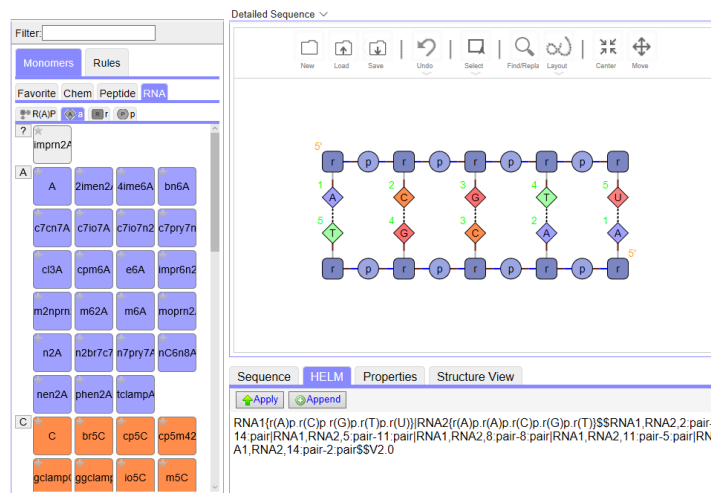 Detailed Sequence
Filter:
Monomers Rules
New Load Save Undo Select Find/Repla Layout Center Move
Favorite Chem Peptide RNA
R(A)P a R r P p
?
imprn2A
A
A 2imen2A 4ime6A bn6A
c7cn7A c7io7A c7io7n2 c7pry7n
cl3A cpm6A e6A impr6n2
m2nprn m62A m6A moprn2
n2A n2br7c7 n7pry7A nC6n8A
nen2A phen2A tclampA
C
C br5C cp5C cp5m42
gclampC ggclamp io5C m5C
5'
r p r p r p r p r
1 2 3 4 5
A C G T U
5 4 3 2 1
T G C A A
5'
r p r p r p r p r
Sequence HELM Properties Structure View
Apply Append
RNA1{r(A)p.r(C)p.r(G)p.r(T)p.r(U)}|RNA2{r(A)p.r(A)p.r(C)p.r(G)p.r(T)}$$RNA1,RNA2,2:pair-
14:pair|RNA1,RNA2,5:pair-11:pair|RNA1,RNA2,8:pair-8:pair|RNA1,RNA2,11:pair-5:pair|RN
A1,RNA2,14:pair-2:pair$$V2.0